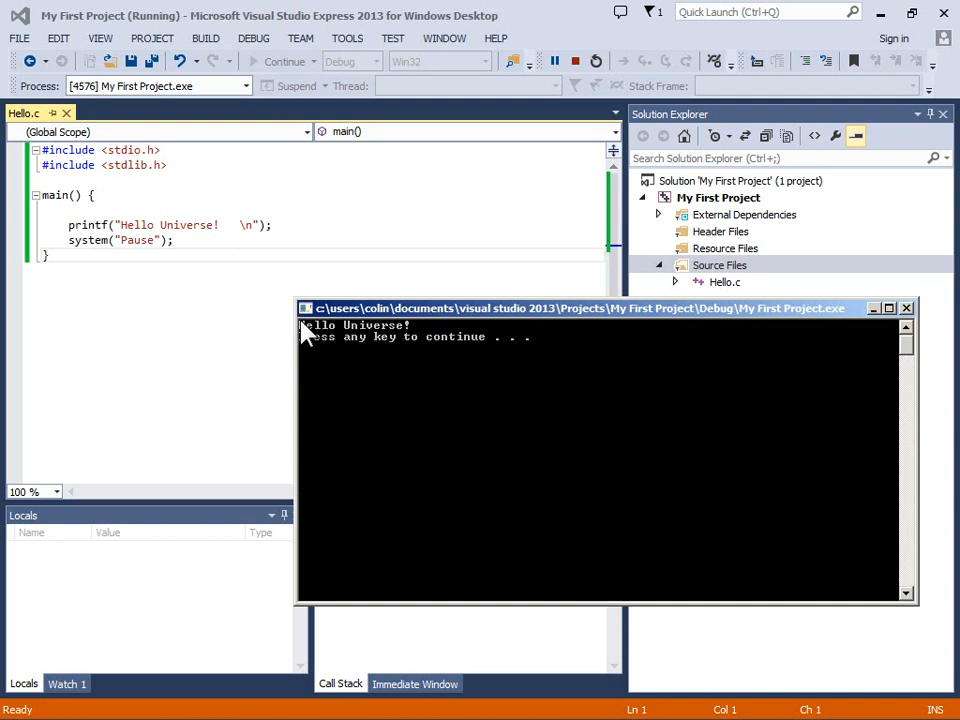 My First Project (Running) - Microsoft Visual Studio Express 2013 for Windows Desktop
1
Quick Launch (Ctrl+Q)
FILE EDIT VIEW PROJECT BUILD DEBUG TEAM TOOLS TEST WINDOW HELP
Sign in
Continue Debug Win32
Process: [4576] My First Project.exe Suspend Thread: Stack Frame:
Hello.c
(Global Scope) main()
#include <stdio.h>
#include <stdlib.h>
main() {
printf("Hello Universe!   \n");
system("Pause");
}
Solution Explorer
Search Solution Explorer (Ctrl+;)
Solution 'My First Project' (1 project)
My First Project
External Dependencies
Header Files
Resource Files
Source Files
Hello.c
c:\users\colin\documents\visual studio 2013\Projects\My First Project\Debug\My First Project.exe
Hello Universe!
Press any key to continue . . .
100 %
Locals
Name Value Type
Locals Watch 1
Call Stack Immediate Window
Ready Ln 1 Col 1 Ch 1 INS